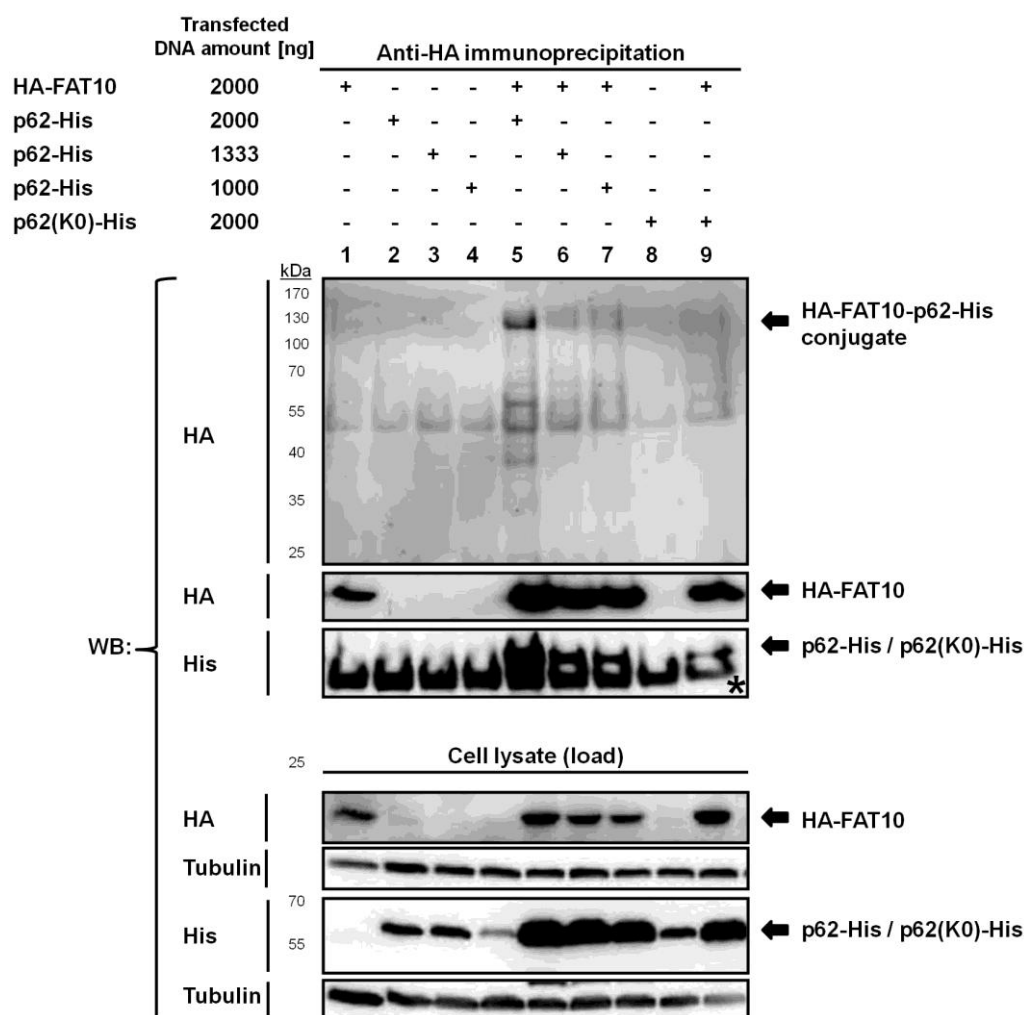 Transfected
DNA amount [ng]
Anti-HA immunoprecipitation
HA-FAT10 2000 + - - - + + + - +
p62-His 2000 - + - - + - - - -
p62-His 1333 - - + - - + - - -
p62-His 1000 - - - + - - + - -
p62(K0)-His 2000 - - - - - - - + +
1 2 3 4 5 6 7 8 9
kDa
170
130
100
70
55
40
35
25
HA
HA-FAT10-p62-His
conjugate
HA
HA-FAT10
WB:
His
p62-His / p62(K0)-His
*
25
Cell lysate (load)
HA
HA-FAT10
Tubulin
70
55
His
p62-His / p62(K0)-His
Tubulin